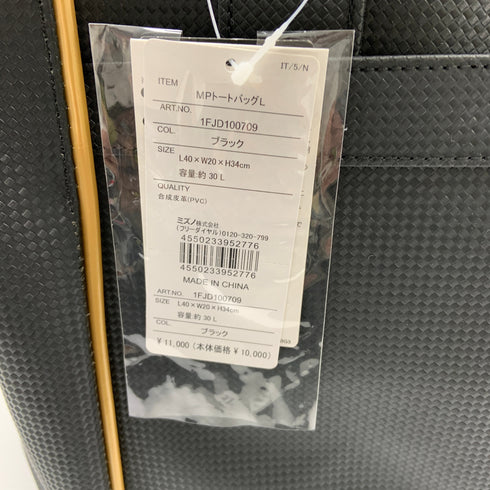 IT/5/N
ITEM
MPトートバッグL
ART.NO.
1FJD100709
COL.
ブラック
SIZE
L40×W20×H34cm
容量:約 30 L
QUALITY
合成皮革(PVC)
ミズノ株式会社
(フリーダイヤル)0120-320-799
4550233952776
4550233952776
MADE IN CHINA
ART.NO. 1FJD100709
SIZE L40×W20×H34cm
容量:約 30 L
COL. ブラック
¥ 11,000 (本体価格 ¥ 10,000)